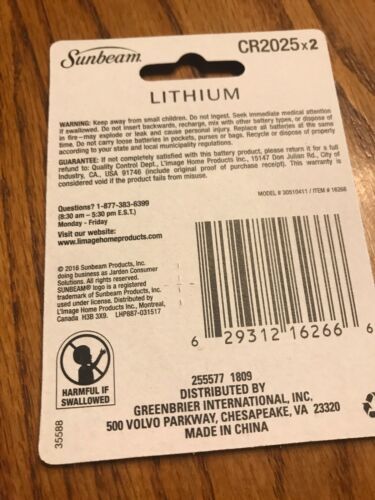 Sunbeam®
CR2025 x 2
LITHIUM
WARNING: Keep away from small children. Do not ingest. Seek immediate medical attention
if swallowed. Do not insert backwards, recharge, mix with other battery types, or dispose of
in fire—may explode or leak and cause personal injury. Replace all batteries at the same
time. Do not carry loose batteries in pockets, purses or bags. Recycle or dispose of properly
according to your state and local municipality regulations.
GUARANTEE: If not completely satisfied with this battery product, please return it for a full
refund to: Quality Control Dept., L'image Home Products Inc., 15147 Don Julian Rd., City of
Industry, CA., USA 91746 (include original proof of purchase). This warranty is
considered void if the product fails from misuse.
MODEL # 30510411 / ITEM # 16266
Questions? 1-877-383-6399
(8:30 am – 5:30 pm E.S.T.)
Monday - Friday
Visit our website:
www.limagehomeproducts.com
© 2016 Sunbeam Products, Inc.
doing business as Jarden Consumer
Solutions. All rights reserved.
SUNBEAM® logo is a registered
trademark of Sunbeam Products, Inc.
used under license. Distributed by
L'image Home Products Inc., Montreal,
Canada H3B 3X9. LHP887-031517
6 29312 16266 6
HARMFUL IF
SWALLOWED
35588
255577 1809
DISTRIBUTED BY
GREENBRIER INTERNATIONAL, INC.
500 VOLVO PARKWAY, CHESAPEAKE, VA 23320
MADE IN CHINA